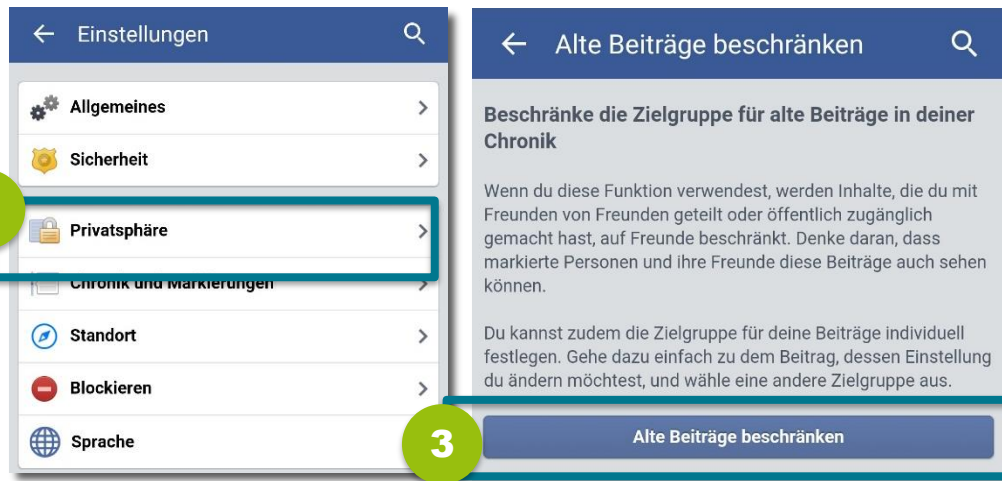 Einstellungen
Allgemeines
Sicherheit
Privatsphäre
Chronik und Markierungen
Standort
Blockieren
Sprache
Alte Beiträge beschränken
Beschränke die Zielgruppe für alte Beiträge in deiner
Chronik
Wenn du diese Funktion verwendest, werden Inhalte, die du mit
Freunden von Freunden geteilt oder öffentlich zugänglich
gemacht hast, auf Freunde beschränkt. Denke daran, dass
markierte Personen und ihre Freunde diese Beiträge auch sehen
können.
Du kannst zudem die Zielgruppe für deine Beiträge individuell
festlegen. Gehe dazu einfach zu dem Beitrag, dessen Einstellung
du ändern möchtest, und wähle eine andere Zielgruppe aus.
3
Alte Beiträge beschränken